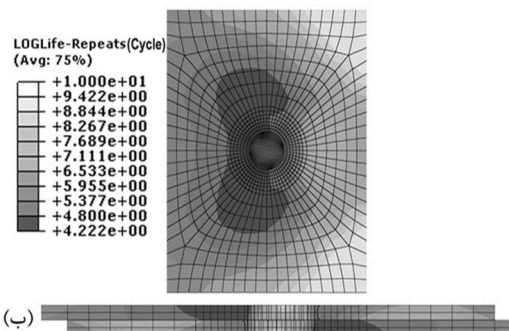 LOGLife-Repeats(Cycle)
(Avg: 75%)
+1.000e+01
+9.422e+00
+8.844e+00
+8.267e+00
+7.689e+00
+7.111e+00
+6.533e+00
+5.955e+00
+5.377e+00
+4.800e+00
+4.222e+00
(ب)